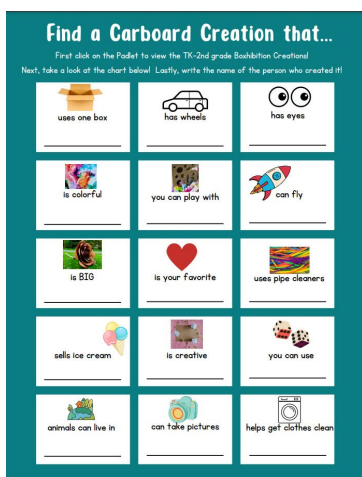 Find a Carboard Creation that...
First click on the Padlet to view the TK-2nd grade Boxhibition Creations!
Next, take a look at the chart below! Lastly, write the name of the person who created it!
uses one box
has wheels
has eyes
is colorful
you can play with
can fly
is BIG
is your favorite
uses pipe cleaners
sells ice cream
is creative
you can use
animals can live in
can take pictures
helps get clothes clean